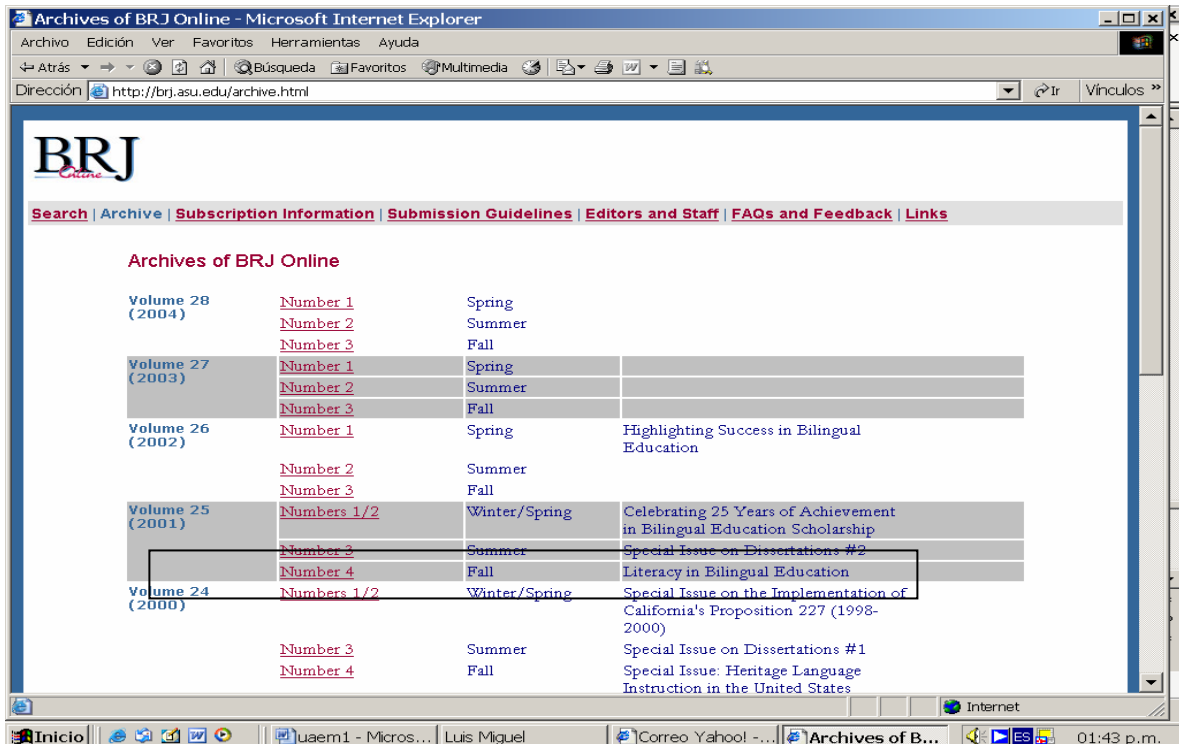 Archives of BRJ Online - Microsoft Internet Explorer
Archivo Edición Ver Favoritos Herramientas Ayuda
Atrás Búsqueda Favoritos Multimedia
Dirección http://brj.asu.edu/archive.html Ir Vínculos »
BRJ
Online
Search | Archive | Subscription Information | Submission Guidelines | Editors and Staff | FAQs and Feedback | Links
Archives of BRJ Online
Volume 28 Number 1 Spring
(2004) Number 2 Summer
Number 3 Fall
Volume 27 Number 1 Spring
(2003) Number 2 Summer
Number 3 Fall
Volume 26 Number 1 Spring Highlighting Success in Bilingual
(2002) Education
Number 2 Summer
Number 3 Fall
Volume 25 Numbers 1/2 Winter/Spring Celebrating 25 Years of Achievement
(2001) in Bilingual Education Scholarship
Number 3 Summer Special Issue on Dissertations #2
Number 4 Fall Literacy in Bilingual Education
Volume 24 Numbers 1/2 Winter/Spring Special Issue on the Implementation of
(2000) California's Proposition 227 (1998-
2000)
Number 3 Summer Special Issue on Dissertations #1
Number 4 Fall Special Issue: Heritage Language
Instruction in the United States
Internet
Inicio uaem1 - Micros... Luis Miguel Correo Yahoo! -... Archives of B... ES 01:43 p.m.